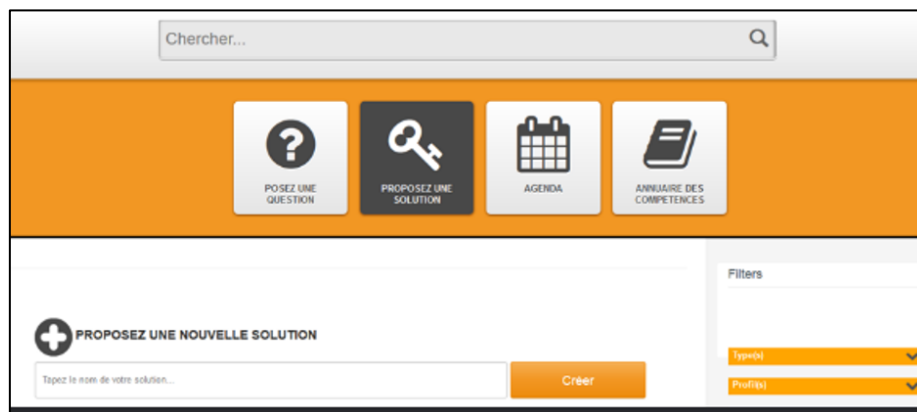 Chercher...
POSEZ UNE
QUESTION
PROPOSEZ UNE
SOLUTION
AGENDA
ANNUAIRE DES
COMPETENCES
Filters
PROPOSEZ UNE NOUVELLE SOLUTION
Tapez le nom de votre solution...
Créer
Type(s)
Profil(s)